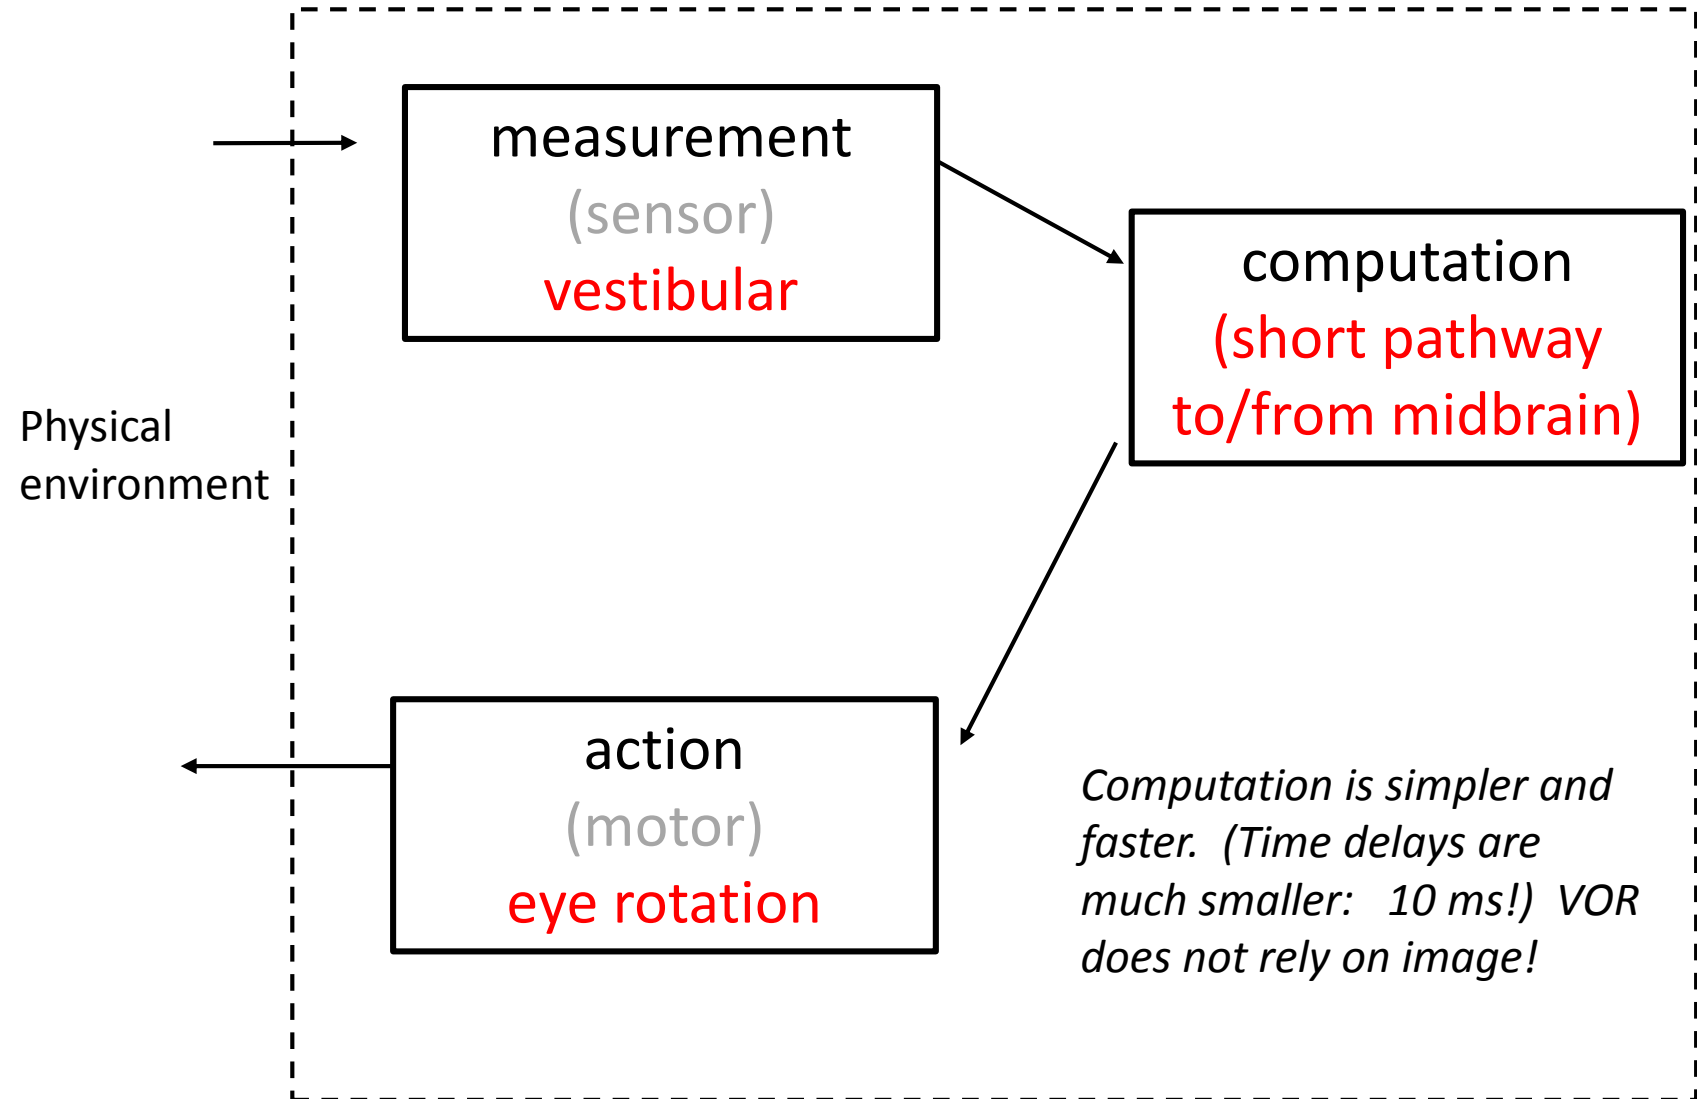 measurement
(sensor)
vestibular
computation
(short pathway
to/from midbrain)
Physical
environment
action
(motor)
eye rotation
Computation is simpler and
faster.  (Time delays are
much smaller:   10 ms!)  VOR
does not rely on image!